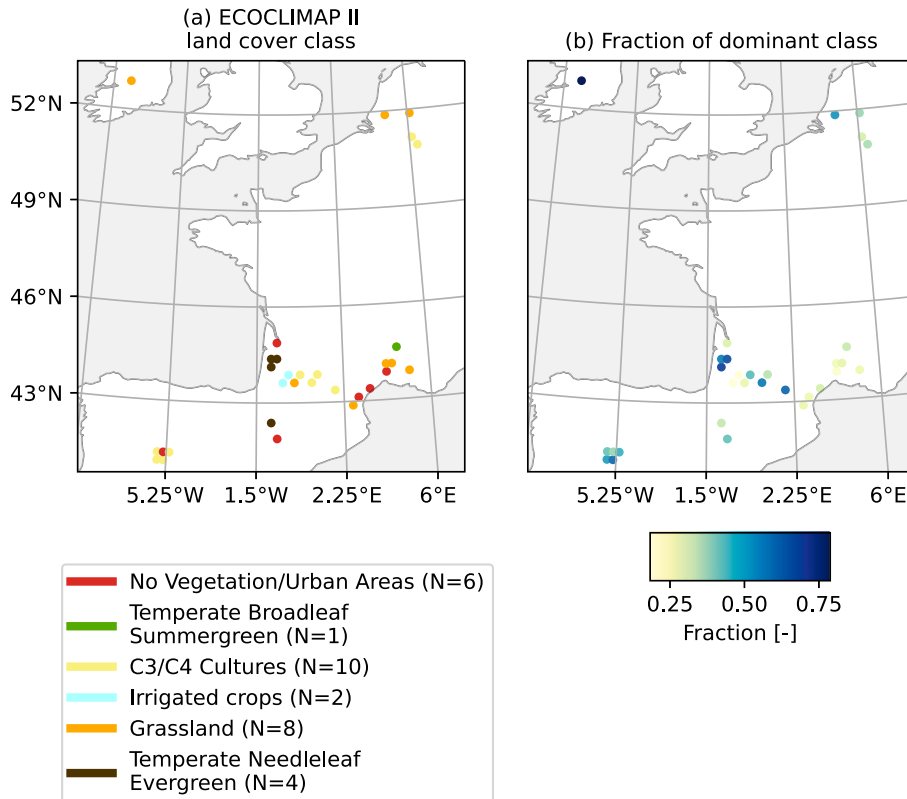 (a) ECOCLIMAP II
land cover class
(b) Fraction of dominant class
52°N
49°N
46°N
43°N
5.25°W 1.5°W 2.25°E 6°E
5.25°W 1.5°W 2.25°E 6°E
0.25 0.50 0.75
Fraction [-]
No Vegetation/Urban Areas (N=6)
Temperate Broadleaf
Summergreen (N=1)
C3/C4 Cultures (N=10)
Irrigated crops (N=2)
Grassland (N=8)
Temperate Needleleaf
Evergreen (N=4)